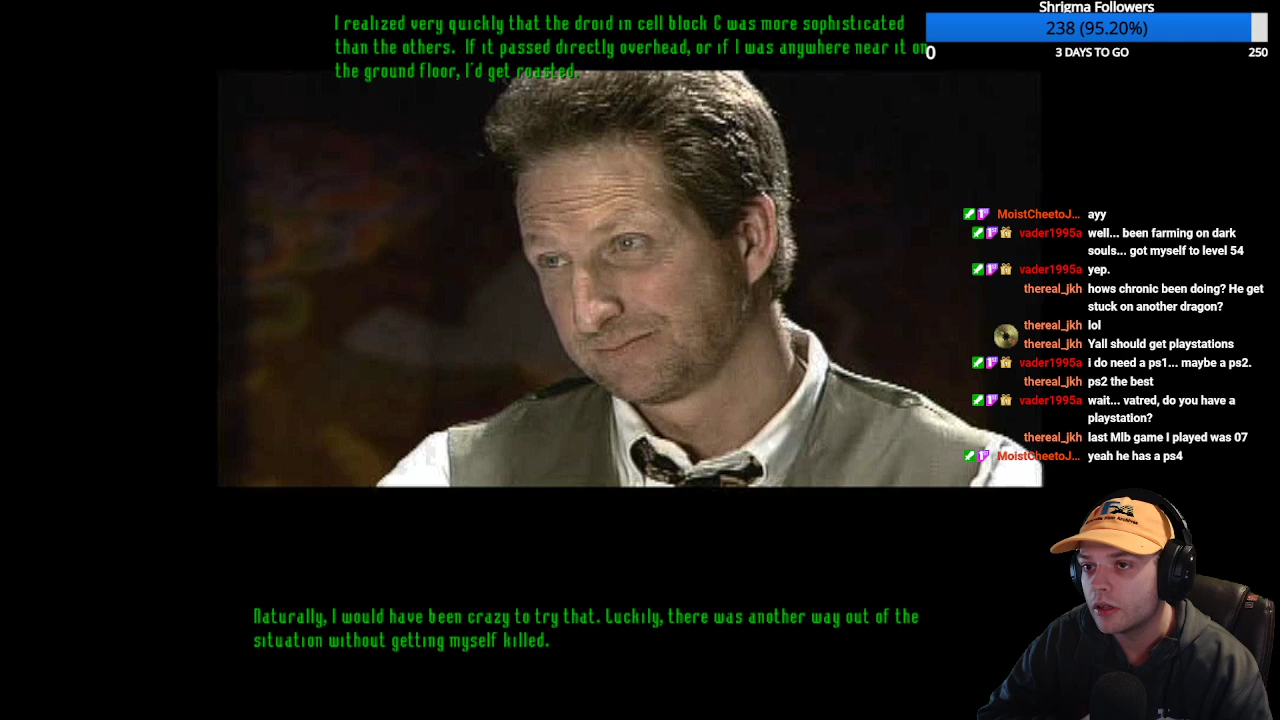 I realized very quickly that the droid in cell block C was more sophisticated
than the others. If it passed directly overhead, or if I was anywhere near it on
the ground floor, I'd get roasted.
Shrigma Followers
238 (95.20%)
0 3 DAYS TO GO 250
MoistCheetoJ... ayy
vader1995a well... been farming on dark
souls... got myself to level 54
vader1995a yep.
thereal_jkh hows chronic been doing? He get
stuck on another dragon?
thereal_jkh lol
thereal_jkh Yall should get playstations
vader1995a i do need a ps1... maybe a ps2.
thereal_jkh ps2 the best
vader1995a wait... vatred, do you have a
playstation?
thereal_jkh last Mlb game I played was 07
MoistCheetoJ... yeah he has a ps4
Naturally, I would have been crazy to try that. Luckily, there was another way out of the
situation without getting myself killed.